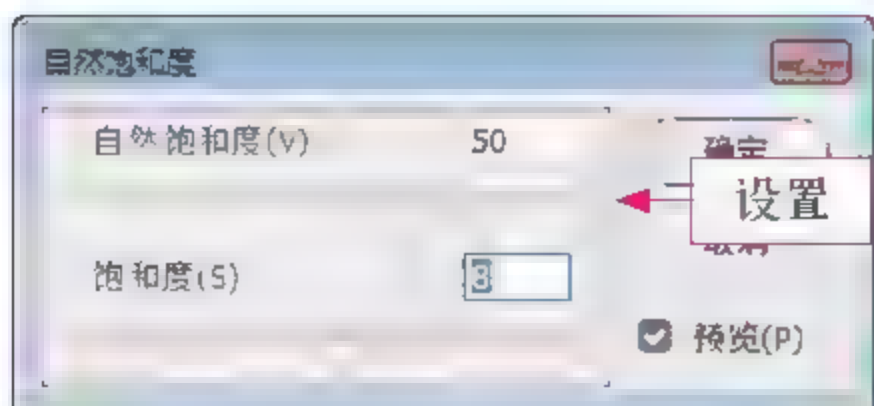 自然饱和度
自然饱和度(V) 50
确定
设置
饱和度(S) 3
取消
预览(P)